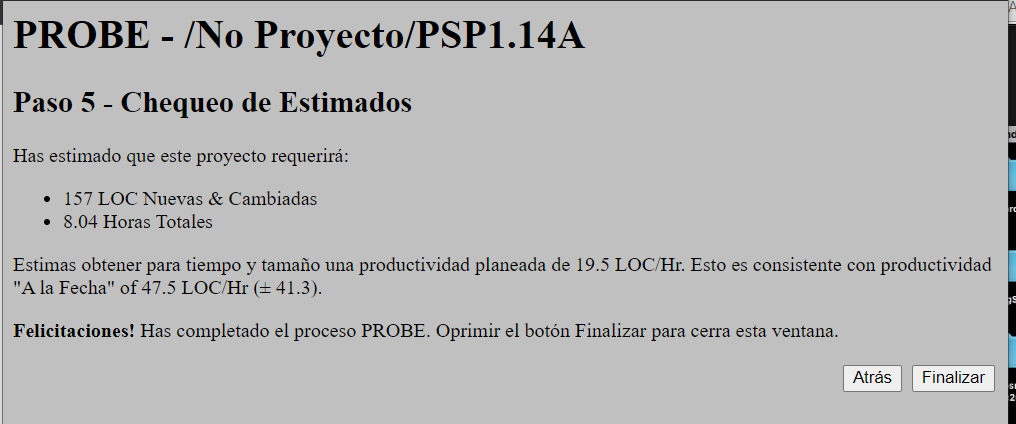 PROBE - /No Proyecto/PSP1.14A
Paso 5 - Chequeo de Estimados
Has estimado que este proyecto requerirá:
• 157 LOC Nuevas & Cambiadas
• 8.04 Horas Totales
Estimas obtener para tiempo y tamaño una productividad planeada de 19.5 LOC/Hr. Esto es consistente con productividad
"A la Fecha" of 47.5 LOC/Hr (± 41.3).
Felicitaciones! Has completado el proceso PROBE. Oprimir el botón Finalizar para cerra esta ventana.
Atrás Finalizar